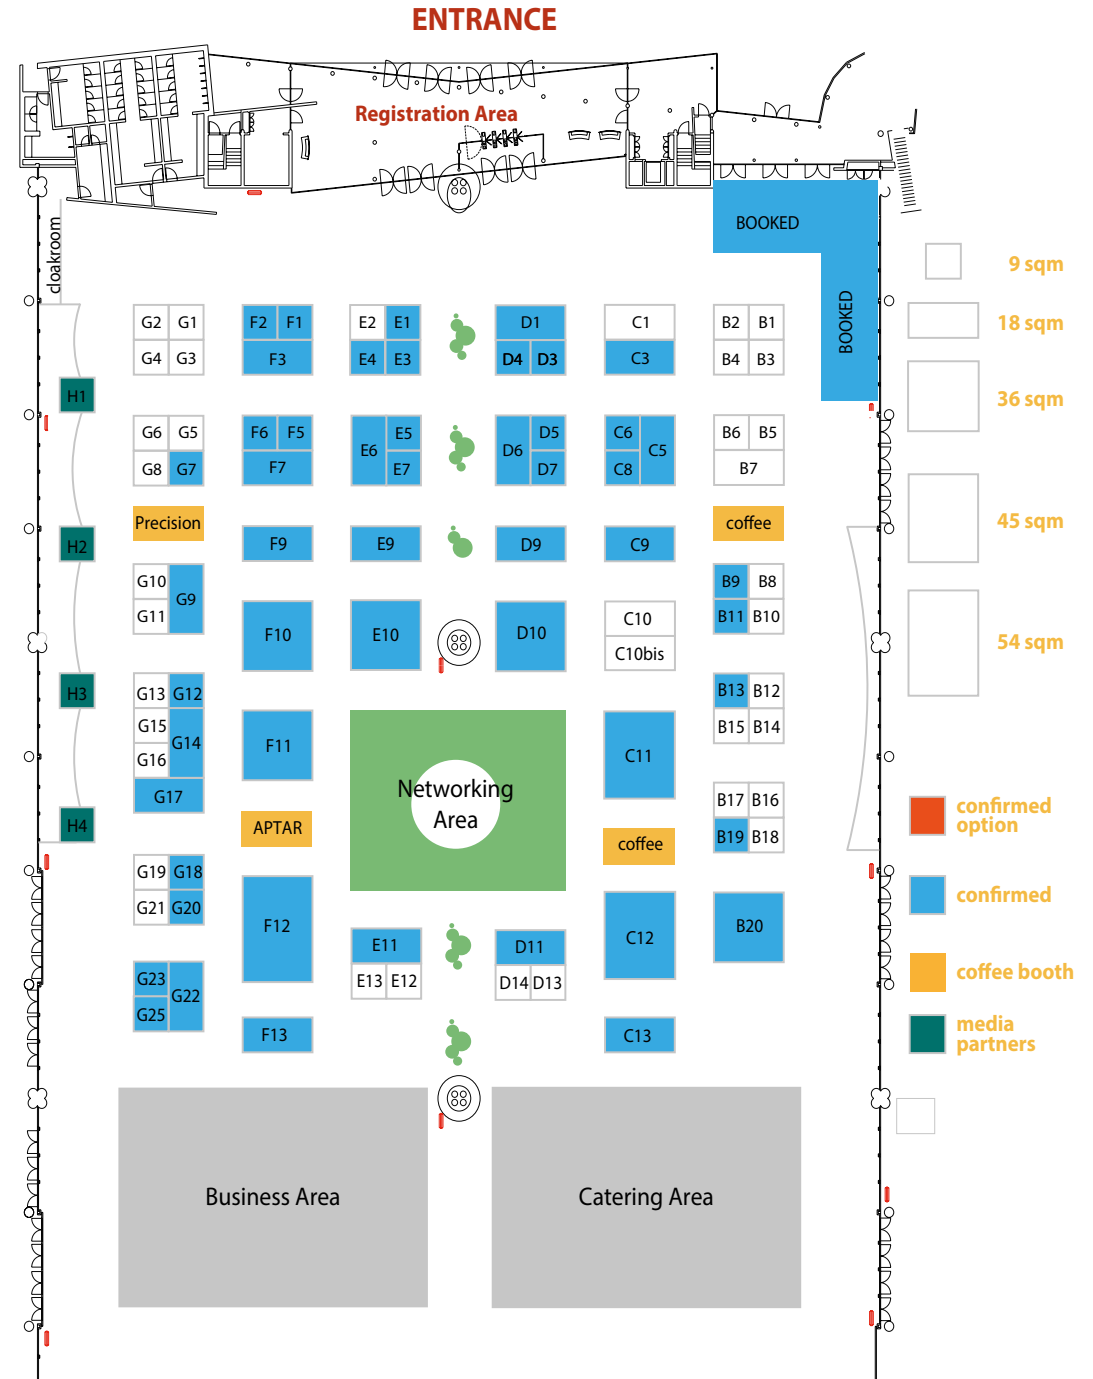 ENTRANCE
Registration Area
cloakroom
BOOKED
BOOKED
9 sqm
18 sqm
36 sqm
45 sqm
54 sqm
G2 G1 F2 F1 E2 E1 D1 C1 B2 B1
G4 G3 F3 E4 E3 D4 D3 C3 B4 B3
H1
G6 G5 F6 F5 E6 E5 D6 D5 C6 C5 B6 B5
G8 G7 F7 E7 D7 C8 B7
Precision coffee
H2 F9 E9 D9 C9
G10 G9 B9 B8
G11 F10 E10 D10 C10 B11 B10
C10bis
H3 G13 G12 B13 B12
G15 G14 F11 C11 B15 B14
G16
G17 Networking B17 B16
H4 APTAR Area coffee B19 B18
G19 G18
G21 G20 F12 E11 D11 C12 B20
G23 G22 E13 E12 D14 D13
G25
F13 C13
Business Area
Catering Area
confirmed
option
confirmed
coffee booth
media
partners